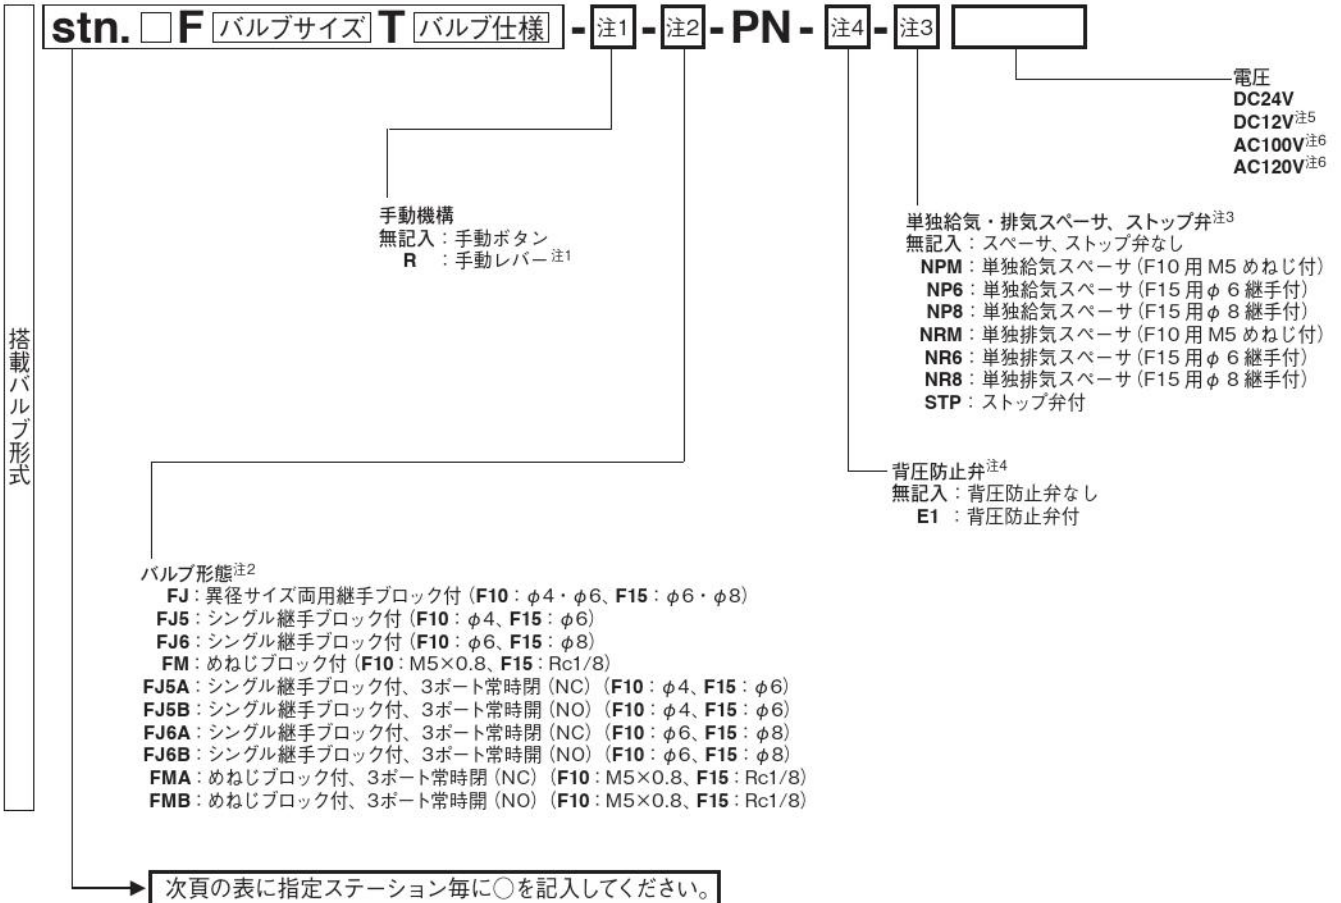 stn. □ F バルブサイズ T バルブ仕様 - 注1 - 注2 - PN - 注4 - 注3
電圧
DC24V
DC12V注5
AC100V注6
AC120V注6
手動機構
無記入：手動ボタン
R ：手動レバー注1
単独給気・排気スペーサ、ストップ弁注3
無記入：スペーサ、ストップ弁なし
NPM：単独給気スペーサ（F10用M5めねじ付）
NP6：単独給気スペーサ（F15用φ6継手付）
NP8：単独給気スペーサ（F15用φ8継手付）
NRM：単独排気スペーサ（F10用M5めねじ付）
NR6：単独排気スペーサ（F15用φ6継手付）
NR8：単独排気スペーサ（F15用φ8継手付）
STP：ストップ弁付
搭載バルブ形式
背圧防止弁注4
無記入：背圧防止弁なし
E1 ：背圧防止弁付
バルブ形態注2
FJ：異径サイズ両用継手ブロック付（F10：φ4・φ6、F15：φ6・φ8）
FJ5：シングル継手ブロック付（F10：φ4、F15：φ6）
FJ6：シングル継手ブロック付（F10：φ6、F15：φ8）
FM：めねじブロック付（F10：M5×0.8、F15：Rc1/8）
FJ5A：シングル継手ブロック付、3ポート常時閉（NC）（F10：φ4、F15：φ6）
FJ5B：シングル継手ブロック付、3ポート常時開（NO）（F10：φ4、F15：φ6）
FJ6A：シングル継手ブロック付、3ポート常時閉（NC）（F10：φ6、F15：φ8）
FJ6B：シングル継手ブロック付、3ポート常時開（NO）（F10：φ6、F15：φ8）
FMA：めねじブロック付、3ポート常時閉（NC）（F10：M5×0.8、F15：Rc1/8）
FMB：めねじブロック付、3ポート常時開（NO）（F10：M5×0.8、F15：Rc1/8）
次頁の表に指定ステーション毎に○を記入してください。